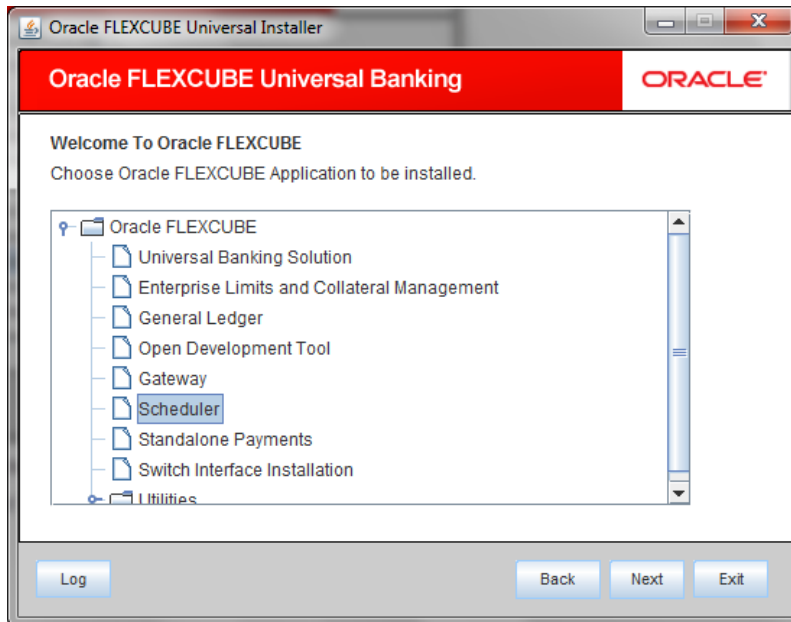 Oracle FLEXCUBE Universal Installer
Oracle FLEXCUBE Universal Banking
ORACLE®
Welcome To Oracle FLEXCUBE
Choose Oracle FLEXCUBE Application to be installed.
Oracle FLEXCUBE
Universal Banking Solution
Enterprise Limits and Collateral Management
General Ledger
Open Development Tool
Gateway
Scheduler
Standalone Payments
Switch Interface Installation
Utilities
Log Back Next Exit